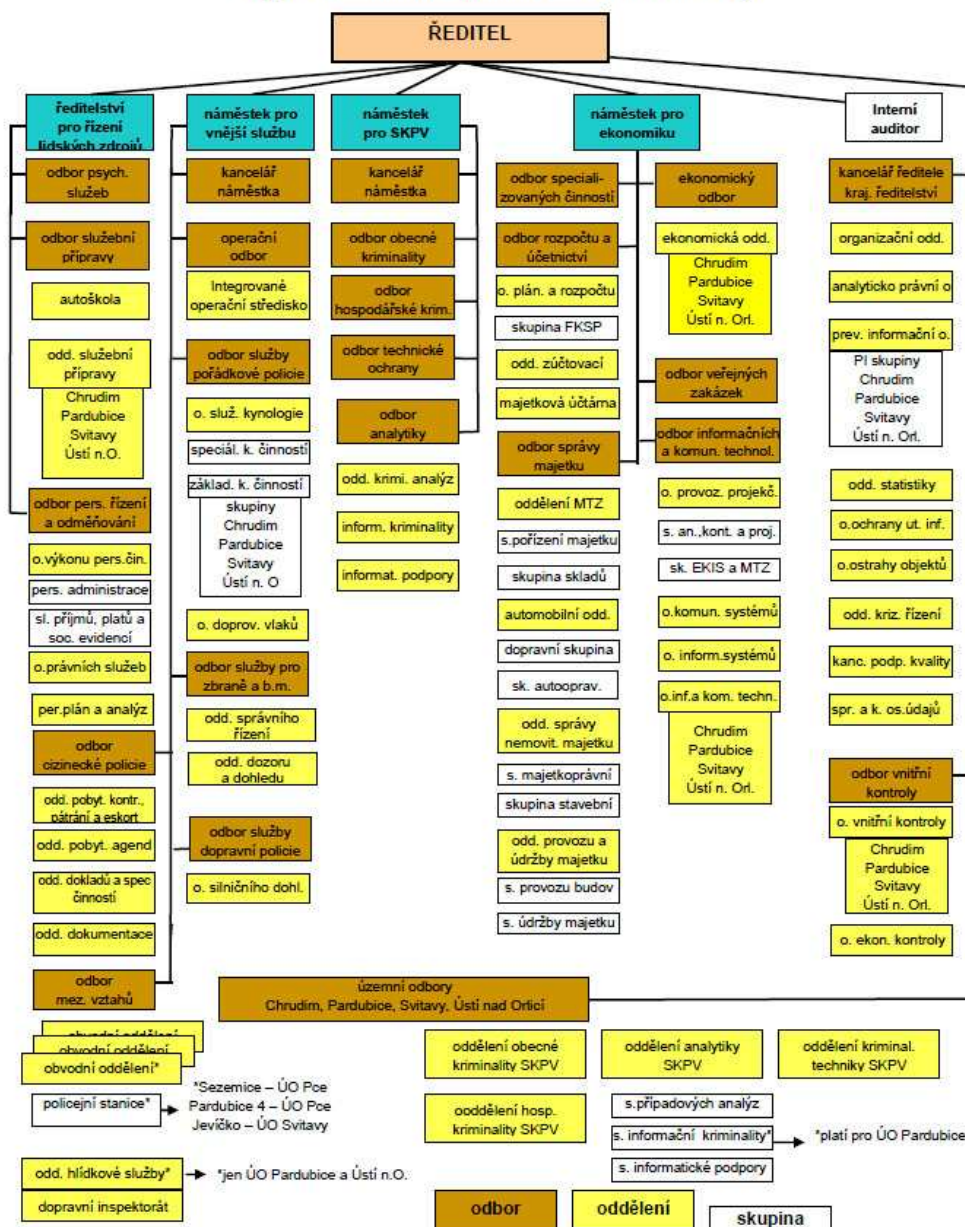 ŘEDITEL
ředitelství
pro řízení
lidských zdrojů
odbor psych.
služeb
odbor služební
přípravy
autoškola
odd. služební
přípravy
Chrudim
Pardubice
Svitavy
Ústí n.O.
odbor pers. řízení
a odměňování
o.výkonu pers.čin.
pers. administrace
sl. příjmů, platů a
soc. evidencí
o.právních služeb
per.plán a analýz
odbor
cizinecké policie
odd. pobyt. kontr.,
pátrání a eskort
odd. pobyt. agend
odd. dokladů a spec
činností
odd. dokumentace
odbor
mez. vztahů
náměstek pro
vnější službu
kancelář
náměstka
operační
odbor
Integrované
operační středisko
odbor služby
pořádkové policie
o. služ. kynologie
speciál. k. činností
základ. k. činností
skupiny
Chrudim
Pardubice
Svitavy
Ústí n. O
o. doprov. vlaků
odbor služby pro
zbraně a b.m.
odd. správního
řízení
odd. dozoru
a dohledu
odbor služby
dopravní policie
o. silničního dohl.
náměstek
pro SKPV
kancelář
náměstka
odbor obecné
kriminality
odbor
hospodářské krim.
odbor technické
ochrany
odbor
analytiky
odd. krimi. analýz
inform. kriminality
informat. podpory
náměstek pro
ekonomiku
odbor speciali-
zovaných činností
odbor rozpočtu a
účetnictví
o. plán. a rozpočtu
skupina FKSP
odd. zúčtovací
majetková účtárna
odbor správy
majetku
oddělení MTZ
s.pořízení majetku
skupina skladů
automobilní odd.
dopravní skupina
sk. autooprav.
odd. správy
nemovit. majetku
s. majetkoprávní
skupina stavební
odd. provozu a
údržby majetku
s. provozu budov
s. údržby majetku
ekonomický
odbor
ekonomická odd.
Chrudim
Pardubice
Svitavy
Ústí n. Orl.
odbor veřejných
zakázek
odbor informačních
a komun. technol.
o. provoz. projekč.
s. an.,kont. a proj.
sk. EKIS a MTZ
o.komun. systémů
o. inform.systémů
o.inf.a kom. techn.
Chrudim
Pardubice
Svitavy
Ústí n. Orl.
Interní
auditor
kancelář ředitele
kraj. ředitelství
organizační odd.
analyticko právní o
prev. informační o.
PI skupiny
Chrudim
Pardubice
Svitavy
Ústí n. Orl.
odd. statistiky
o.ochrany ut. inf.
o.ostrahy objektů
odd. kriz. řízení
kanc. podp. kvality
spr. a k. os.údajů
odbor vnitřní
kontroly
o. vnitřní kontroly
Chrudim
Pardubice
Svitavy
Ústí n. Orl.
o. ekon. kontroly
územní odbory
Chrudim, Pardubice, Svitavy, Ústí nad Orlicí
obvodní oddělení
obvodní oddělení
obvodní oddělení*
policejní stanice*
*Sezemice – ÚO Pce
Pardubice 4 – ÚO Pce
Jevíčko – ÚO Svitavy
odd. hlídkové služby*
*jen ÚO Pardubice a Ústí n.O.
dopravní inspektorát
oddělení obecné
kriminality SKPV
ooddělení hosp.
kriminality SKPV
oddělení analytiky
SKPV
s.případových analýz
s. informační kriminality*
*platí pro ÚO Pardubice
s. informatické podpory
oddělení kriminal.
techniky SKPV
odbor
oddělení
skupina